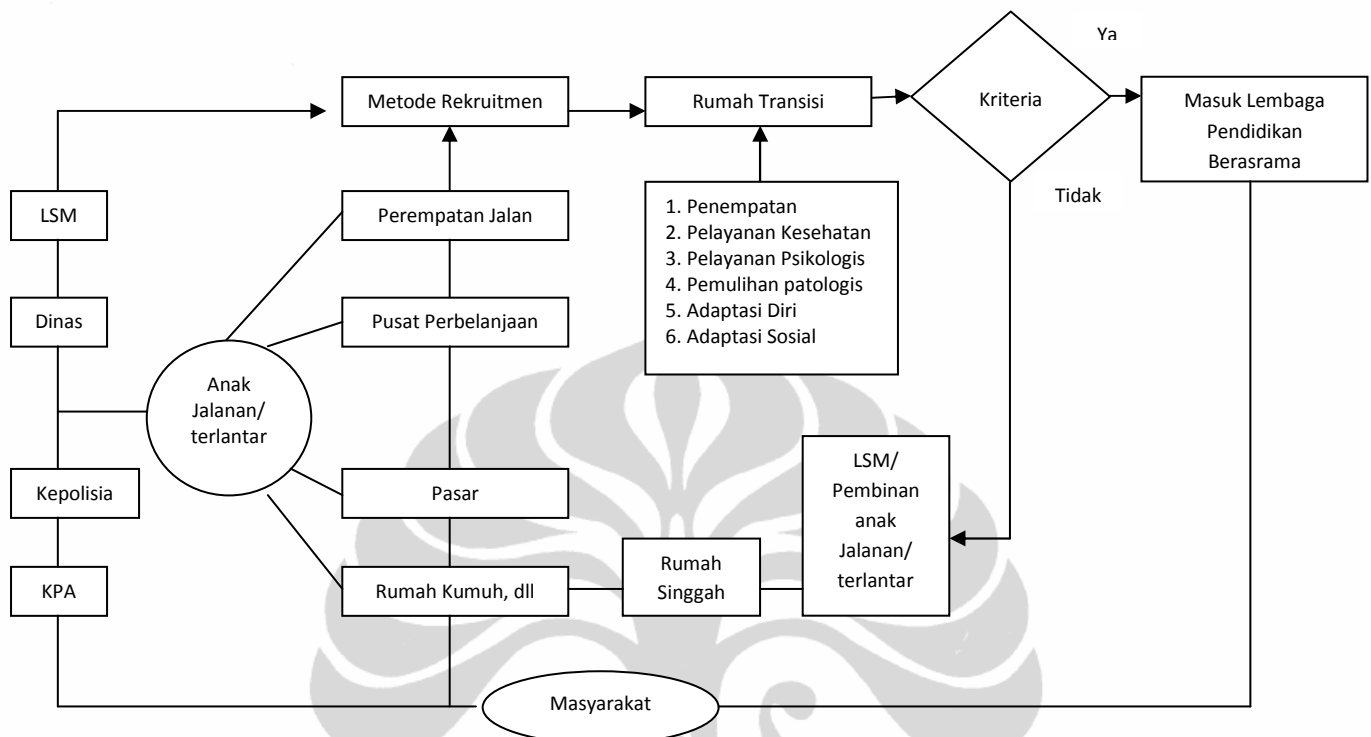 Ya
Metode Rekruitmen
Rumah Transisi
Kriteria
Masuk Lembaga
Pendidikan
Berasrama
Tidak
LSM
Perempatan Jalan
1. Penempatan
2. Pelayanan Kesehatan
3. Pelayanan Psikologis
4. Pemulihan patologis
5. Adaptasi Diri
6. Adaptasi Sosial
Dinas
Pusat Perbelanjaan
Anak
Jalanan/
terlantar
Kepolisia
Pasar
LSM/
Pembinan
anak
Jalanan/
terlantar
KPA
Rumah Kumuh, dll
Rumah
Singgah
Masyarakat